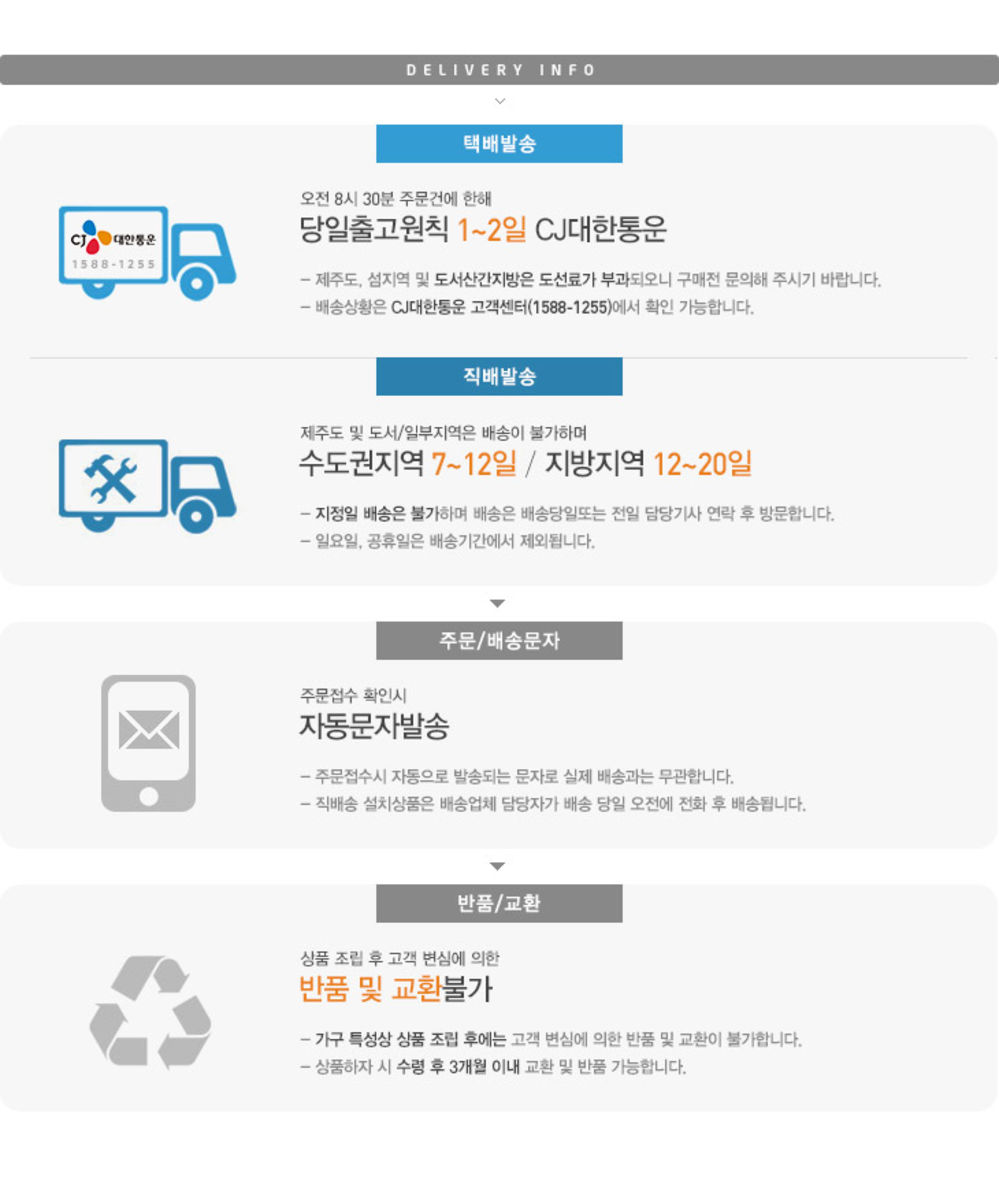 DELIVERY INFO
택배발송
오전 8시 30분 주문건에 한해
당일출고원칙 1~2일 CJ대한통운
CJ 대한통운
1588-1255
- 제주도, 섬지역 및 도서산간지방은 도선료가 부과되오니 구매전 문의해 주시기 바랍니다.
- 배송상황은 CJ대한통운 고객센터(1588-1255)에서 확인 가능합니다.
직배발송
제주도 및 도서/일부지역은 배송이 불가하며
수도권지역 7~12일 / 지방지역 12~20일
- 지정일 배송은 불가하며 배송은 배송당일또는 전일 담당기사 연락 후 방문합니다.
- 일요일, 공휴일은 배송기간에서 제외됩니다.
주문/배송문자
주문접수 확인시
자동문자발송
- 주문접수시 자동으로 발송되는 문자로 실제 배송과는 무관합니다.
- 직배송 설치상품은 배송업체 담당자가 배송 당일 오전에 전화 후 배송됩니다.
반품/교환
상품 조립 후 고객 변심에 의한
반품 및 교환불가
- 가구 특성상 상품 조립 후에는 고객 변심에 의한 반품 및 교환이 불가합니다.
- 상품하자 시 수령 후 3개월 이내 교환 및 반품 가능합니다.